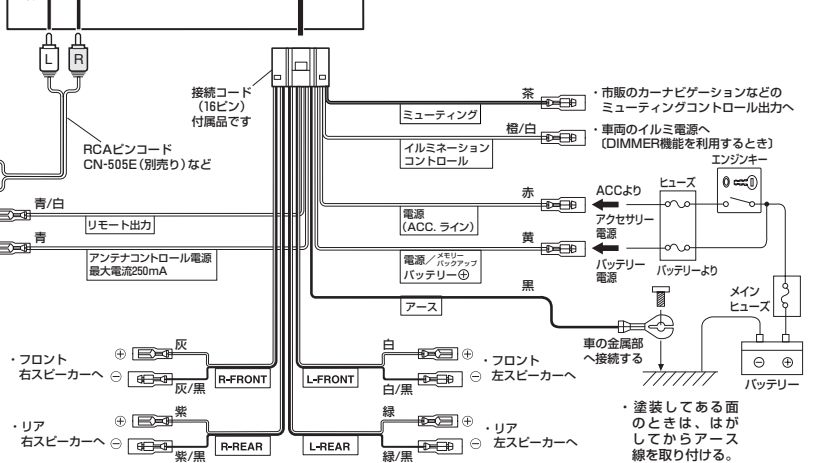 L
R
接続コード
（16ピン）
付属品です
RCAピンコード
CN-505E（別売り）など
茶
ミューティング
・市販のカーナビゲーションなどの
ミューティングコントロール出力へ
橙/白
イルミネーション
コントロール
・車両のイルミ電源へ
〔DIMMER機能を利用するとき〕
エンジンキー
青/白
リモート出力
赤
電源
（ACC. ライン）
ACCより
アクセサリー
電源
ヒューズ
青
アンテナコントロール電源
最大電流250mA
黄
電源／メモリーバックアップ
バッテリー⊕
バッテリー
電源
バッテリーより
黒
アース
メイン
ヒューズ
車の金属部
へ接続する
⊖ ⊕
バッテリー
・フロント
右スピーカーへ
⊕ 灰
⊖ 灰/黒
R-FRONT
L-FRONT
白 ⊕
白/黒 ⊖
・フロント
左スピーカーへ
・リア
右スピーカーへ
⊕ 紫
⊖ 紫/黒
R-REAR
L-REAR
緑 ⊕
緑/黒 ⊖
・リア
左スピーカーへ
・塗装してある面
のときは、はが
してからアース
線を取り付ける。